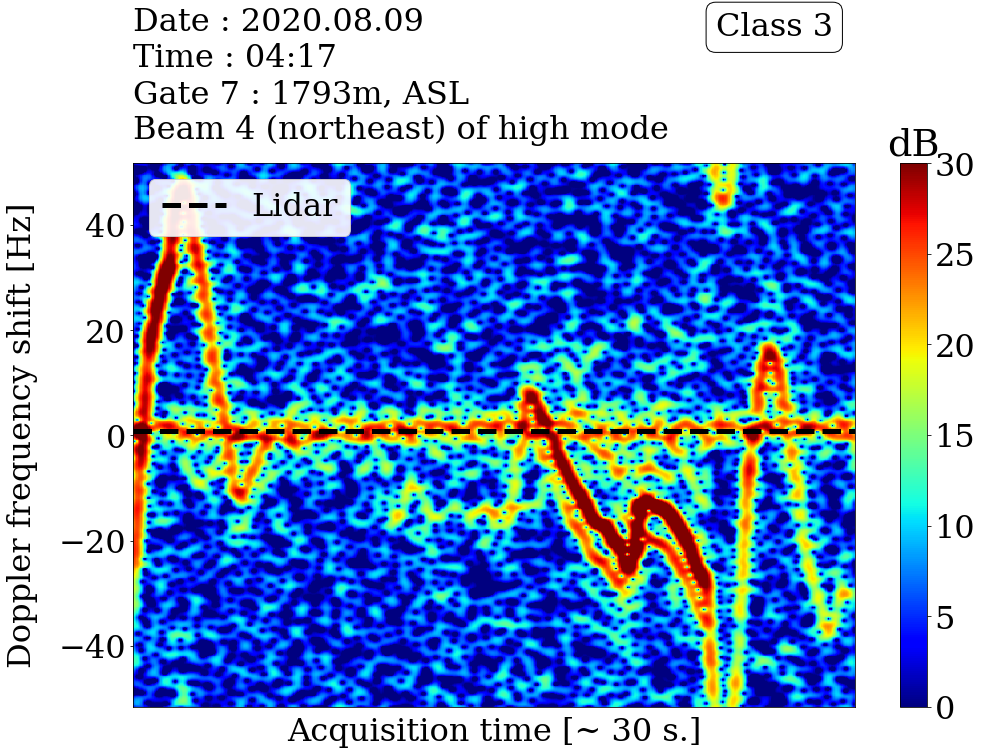 Date : 2020.08.09
Time : 04:17
Gate 7 : 1793m, ASL
Beam 4 (northeast) of high mode
Class 3
dB
Lidar
Doppler frequency shift [Hz]
40
20
0
−20
−40
30
25
20
15
10
5
0
Acquisition time [~ 30 s.]